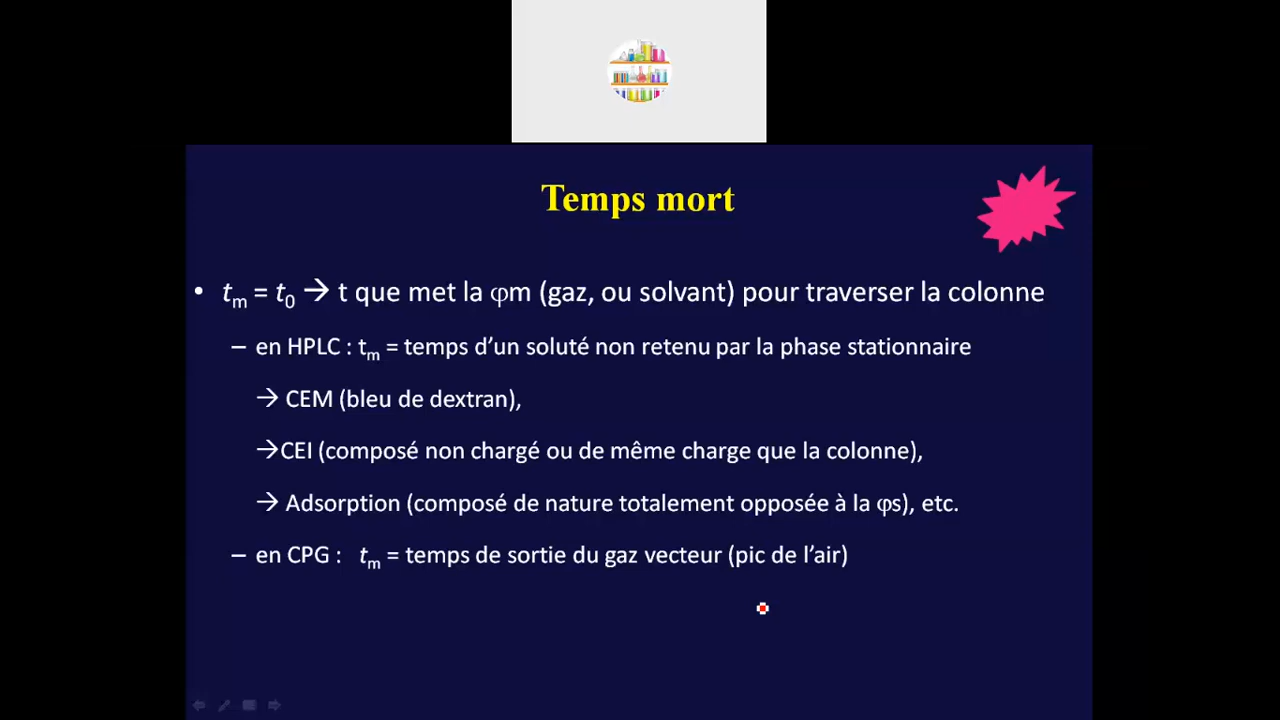 Temps mort
• tm = t0 → t que met la φm (gaz, ou solvant) pour traverser la colonne
– en HPLC : tm = temps d’un soluté non retenu par la phase stationnaire
→ CEM (bleu de dextran),
→CEI (composé non chargé ou de même charge que la colonne),
→ Adsorption (composé de nature totalement opposée à la φs), etc.
– en CPG : tm = temps de sortie du gaz vecteur (pic de l’air)